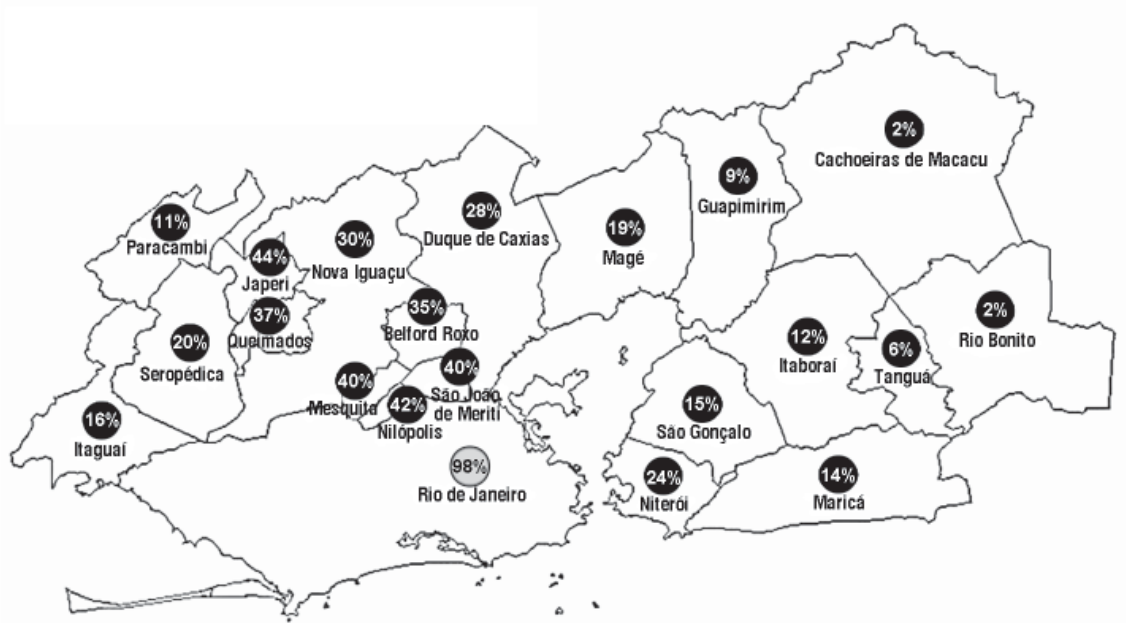 2%
Cachoeiras de Macacu
9%
Guapimirim
28%
Duque de Caxias
11%
Paracambi
19%
Magé
30%
Nova Iguaçu
44%
Japeri
35%
Belford Roxo
37%
Queimados
2%
Rio Bonito
12%
Itaboraí
6%
Tanguá
20%
Seropédica
40%
São João
de Meriti
40%
Mesquita
42%
Nilópolis
15%
São Gonçalo
16%
Itaguaí
98%
Rio de Janeiro
24%
Niterói
14%
Maricá